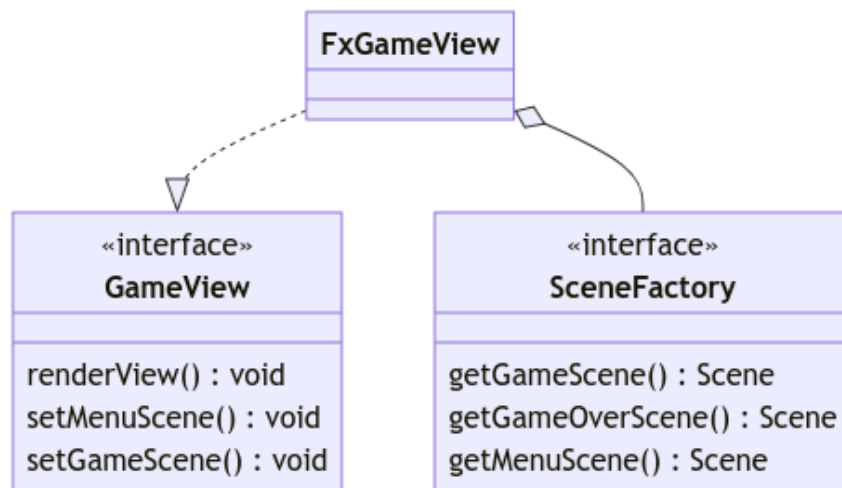 FxGameView
«interface»
GameView
renderView() : void
setMenuScene() : void
setGameScene() : void
«interface»
SceneFactory
getGameScene() : Scene
getGameOverScene() : Scene
getMenuScene() : Scene